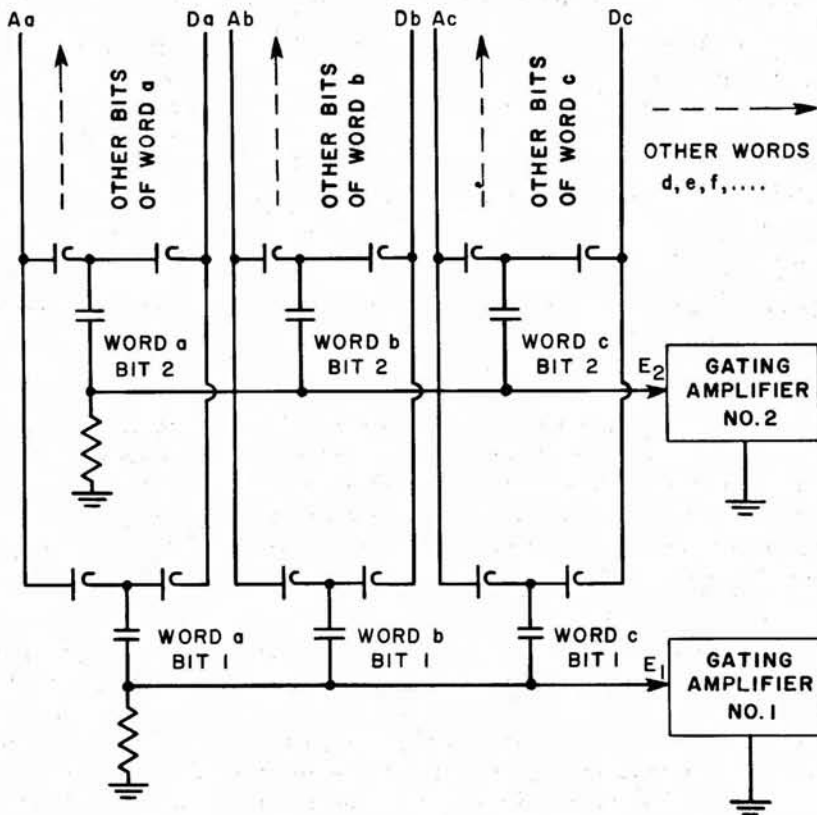 Aa Da Ab Db Ac Dc
OTHER BITS
OF WORD a
OTHER BITS
OF WORD b
OTHER BITS
OF WORD c
OTHER WORDS
d, e, f, ....
WORD a
BIT 2
WORD b
BIT 2
WORD c
BIT 2
E2
GATING
AMPLIFIER
NO. 2
WORD a
BIT 1
WORD b
BIT 1
WORD c
BIT 1
E1
GATING
AMPLIFIER
NO. 1